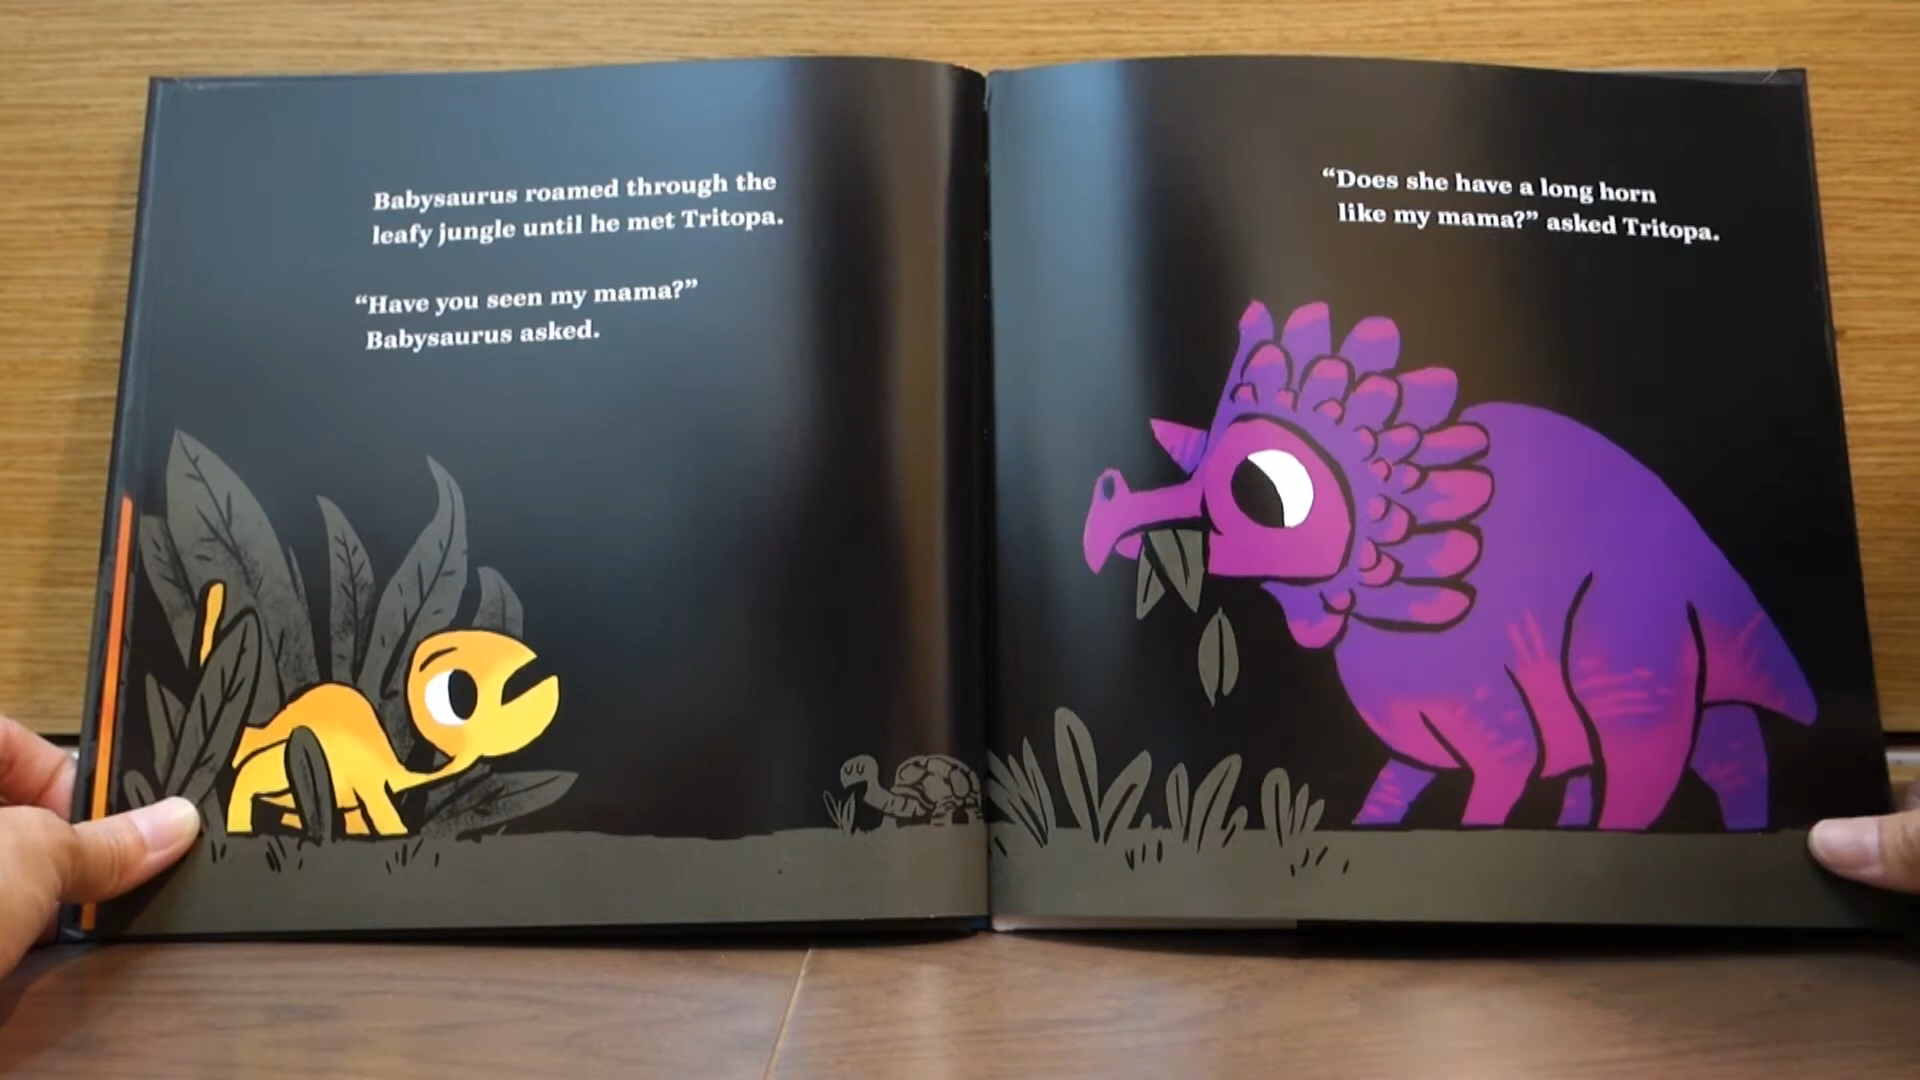 Babysaurus roamed through the
leafy jungle until he met Tritopa.
“Have you seen my mama?”
Babysaurus asked.
“Does she have a long horn
like my mama?” asked Tritopa.